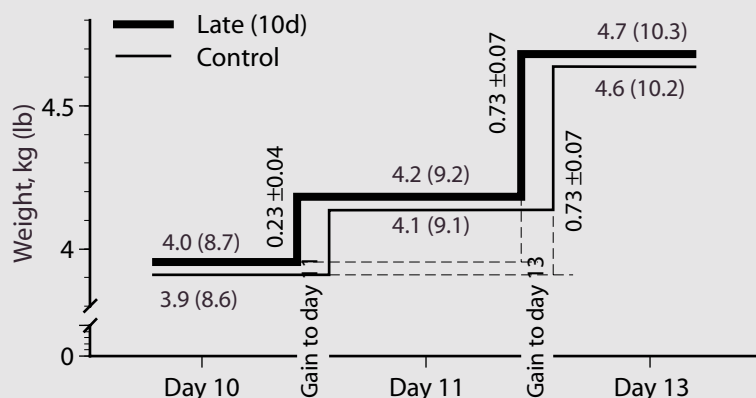 Late (10d)
Control
Weight, kg (lb)
4.5
4
0
4.0 (8.7)
3.9 (8.6)
0.23 ±0.04
4.2 (9.2)
4.1 (9.1)
0.73 ±0.07
4.7 (10.3)
4.6 (10.2)
0.73 ±0.07
Gain to day 11
Gain to day 13
Day 10
Day 11
Day 13